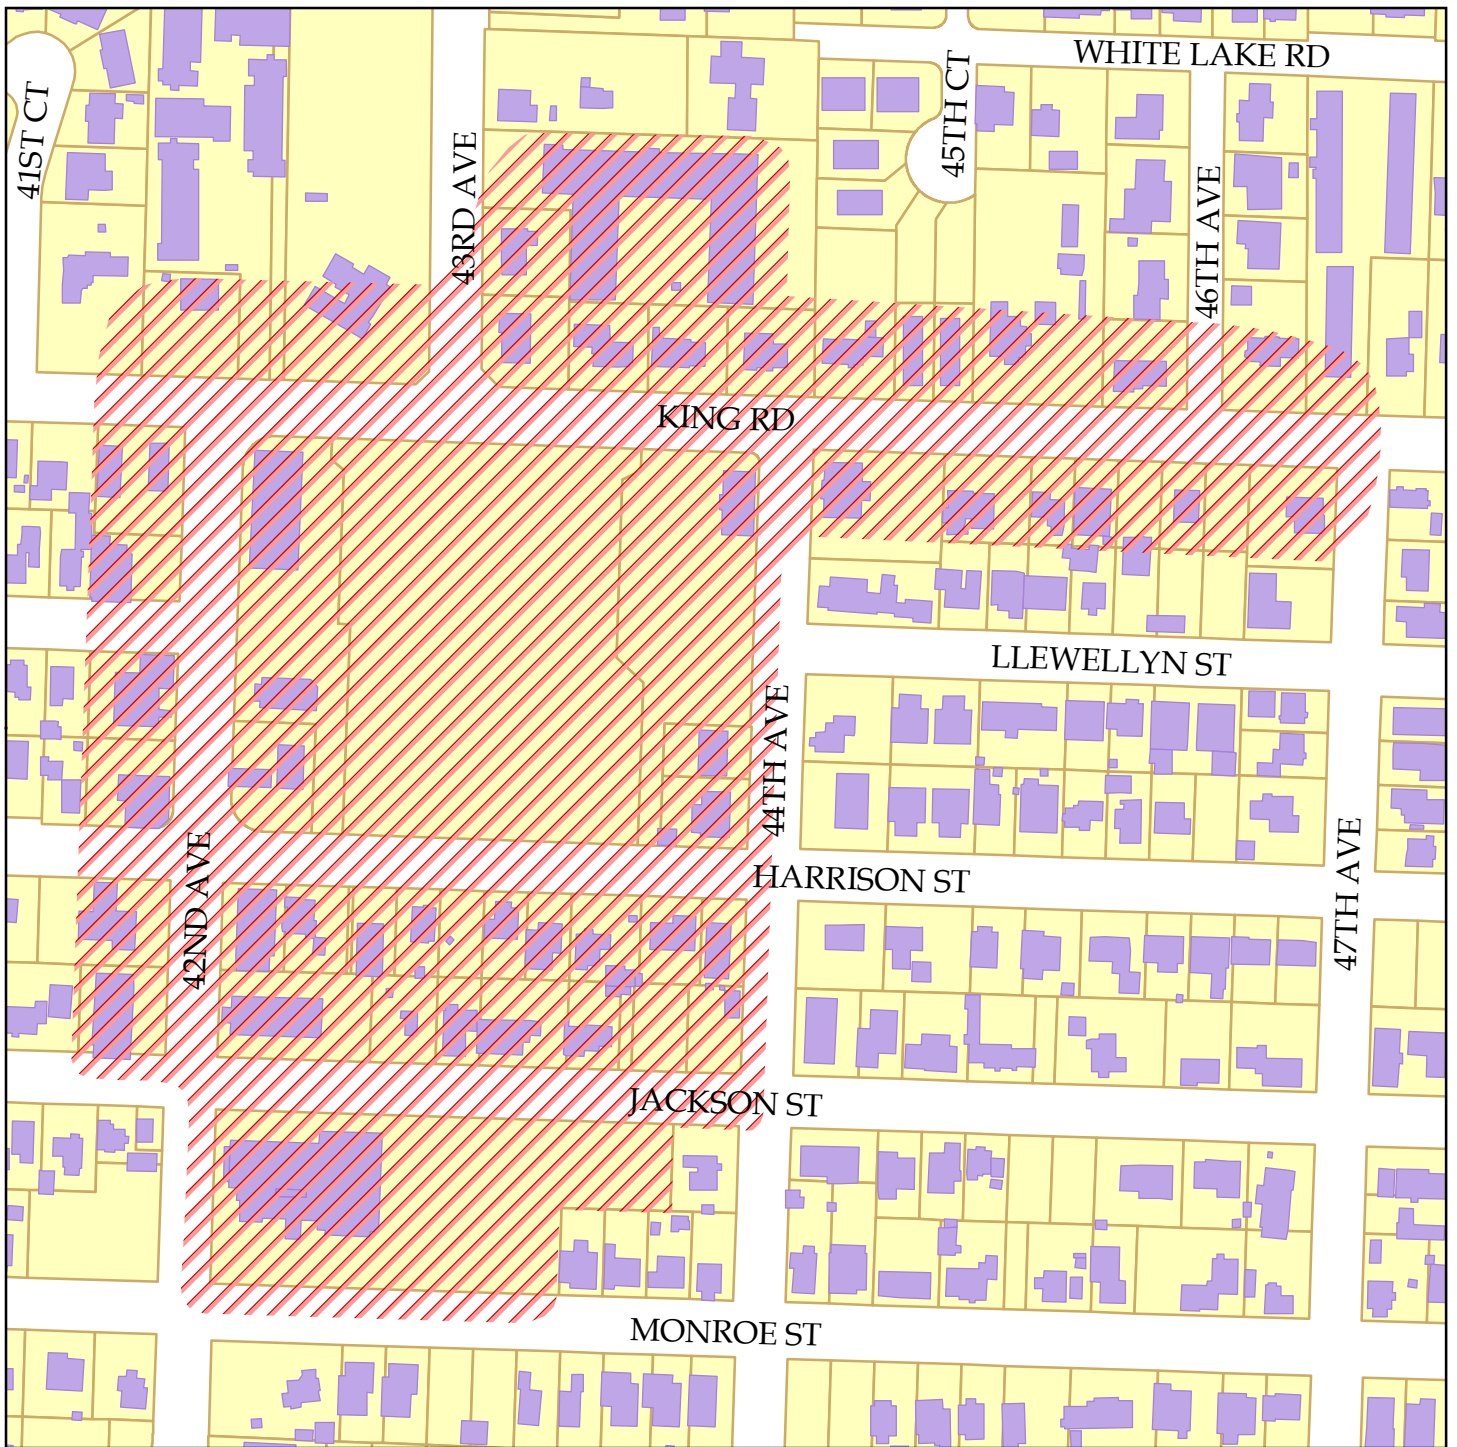 WHITE LAKE RD
41ST CT
45TH CT
43RD AVE
46TH AVE
KING RD
LLEWELLYN ST
44TH AVE
42ND AVE
HARRISON ST
47TH AVE
JACKSON ST
MONROE ST